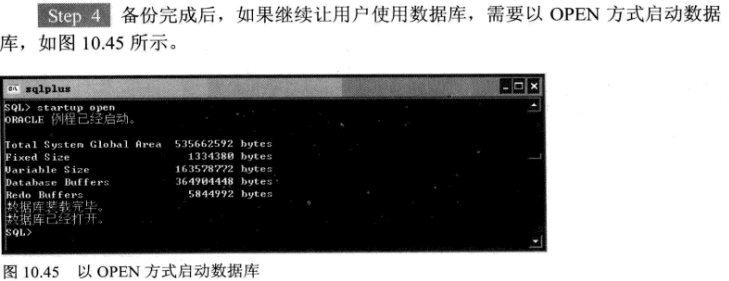 Step 4 备份完成后，如果继续让用户使用数据库，需要以 OPEN 方式启动数据
库，如图 10.45 所示。
sqlplus
SQL> startup open
ORACLE 例程已经启动。
Total System Global Area 535662592 bytes
Fixed Size 1334380 bytes
Variable Size 163578772 bytes
Database Buffers 364904448 bytes
Redo Buffers 5844992 bytes
数据库装载完毕。
数据库已经打开。
SQL>
图 10.45 以 OPEN 方式启动数据库